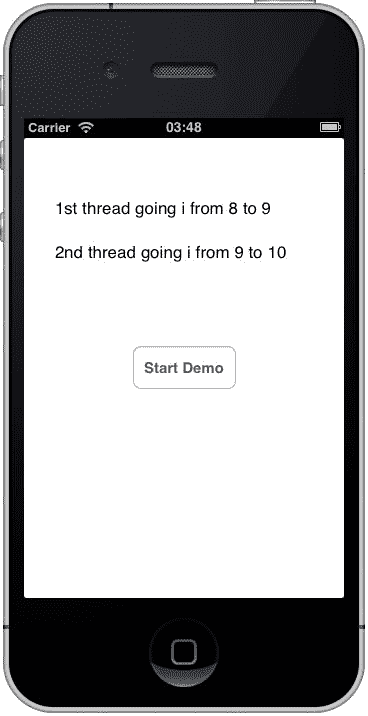 Carrier 03:48
1st thread going i from 8 to 9
2nd thread going i from 9 to 10
Start Demo